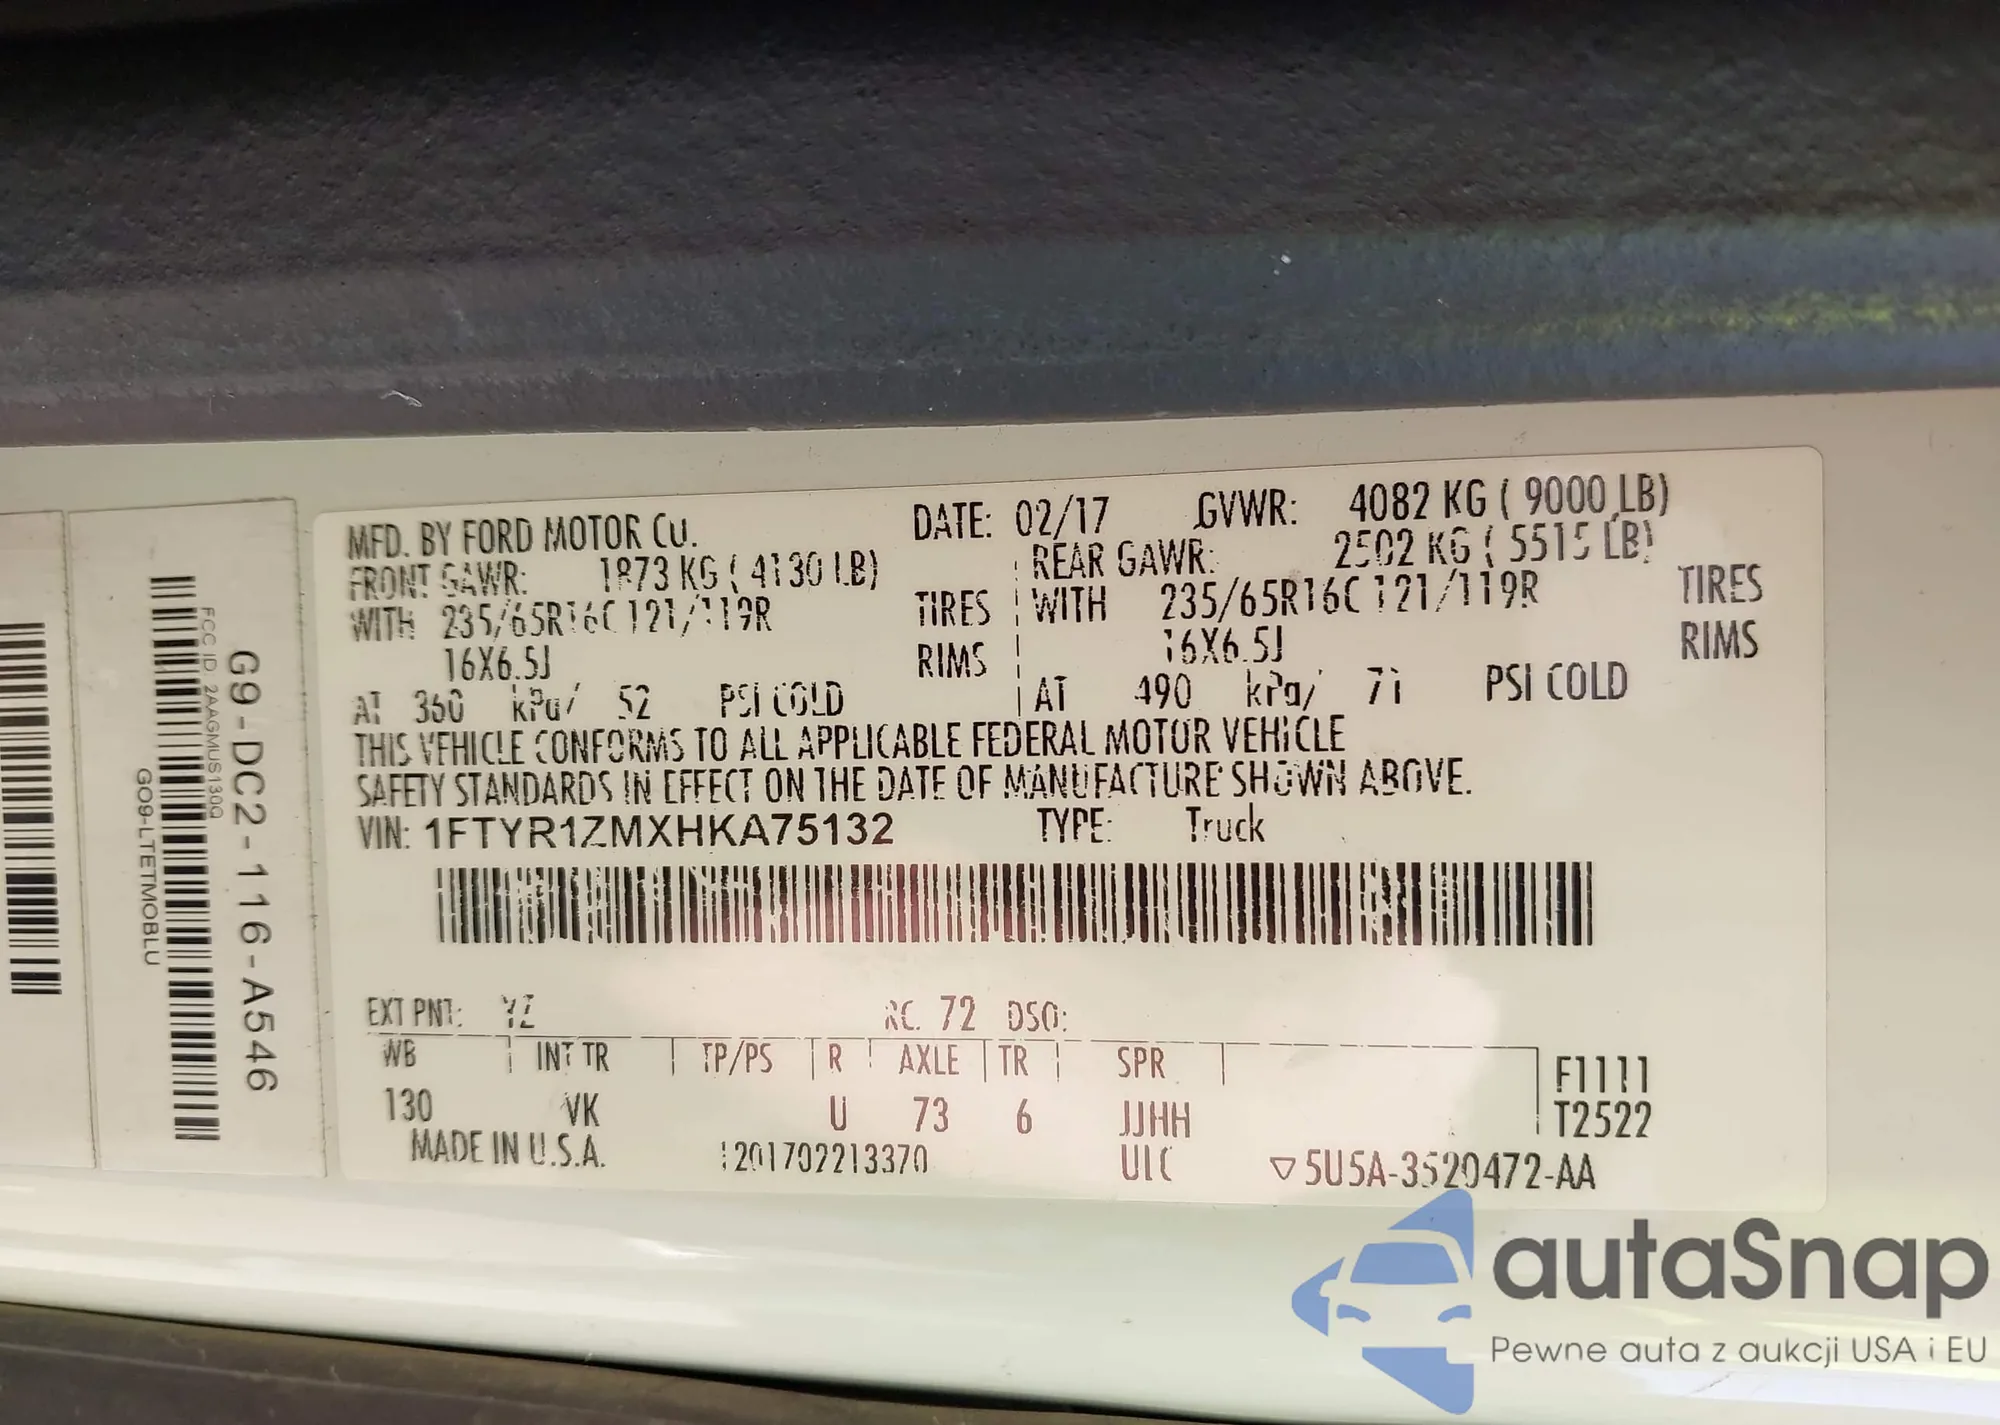 MFD. BY FORD MOTOR CO. DATE: 02/17 GVWR: 4082 KG ( 9000 LB)
FRONT GAWR: 1873 KG ( 4130 LB) REAR GAWR: 2502 KG ( 5515 LB)
WITH 235/65R16C 121/119R TIRES WITH 235/65R16C 121/119R TIRES
16X6.5J RIMS 16X6.5J RIMS
AT 360 kPa/ 52 PSI COLD AT 490 kPa/ 71 PSI COLD
THIS VEHICLE CONFORMS TO ALL APPLICABLE FEDERAL MOTOR VEHICLE
SAFETY STANDARDS IN EFFECT ON THE DATE OF MANUFACTURE SHOWN ABOVE.
VIN: 1FTYR1ZMXHKA75132 TYPE: Truck
EXT PNT: YZ RC. 72 DSO:
WB INT TR TP/PS R AXLE TR SPR F1111
130 VK U 73 6 JJHH T2522
MADE IN U.S.A. 1201702213370 ULC ▽5U5A-3520472-AA
G9-DC2-116-A546
FCC ID: 2AAGMUS130Q
GO9-LTETMOBLU
autaSnap
Pewne auta z aukcji USA i EU